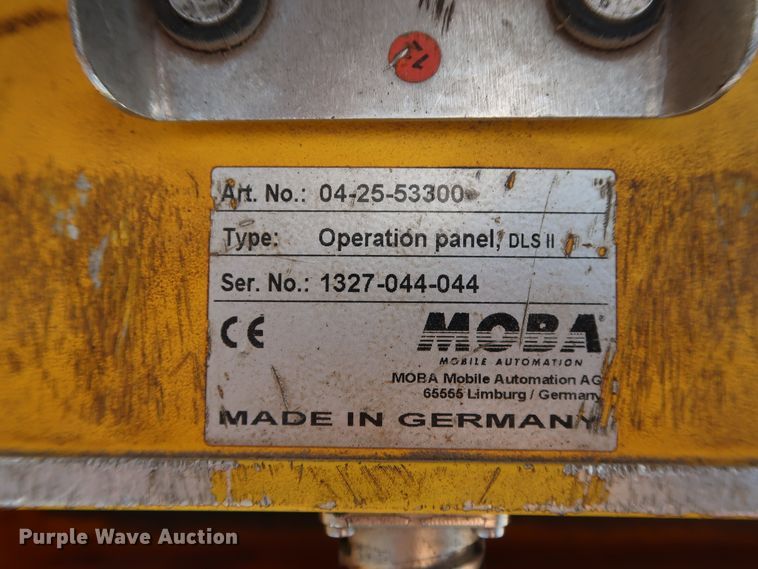 Art. No.: 04-25-53300
Type: Operation panel, DLS II
Ser. No.: 1327-044-044
CE
MOBA®
MOBILE AUTOMATION
MOBA Mobile Automation AG
65555 Limburg / Germany
MADE IN GERMANY
Purple Wave Auction